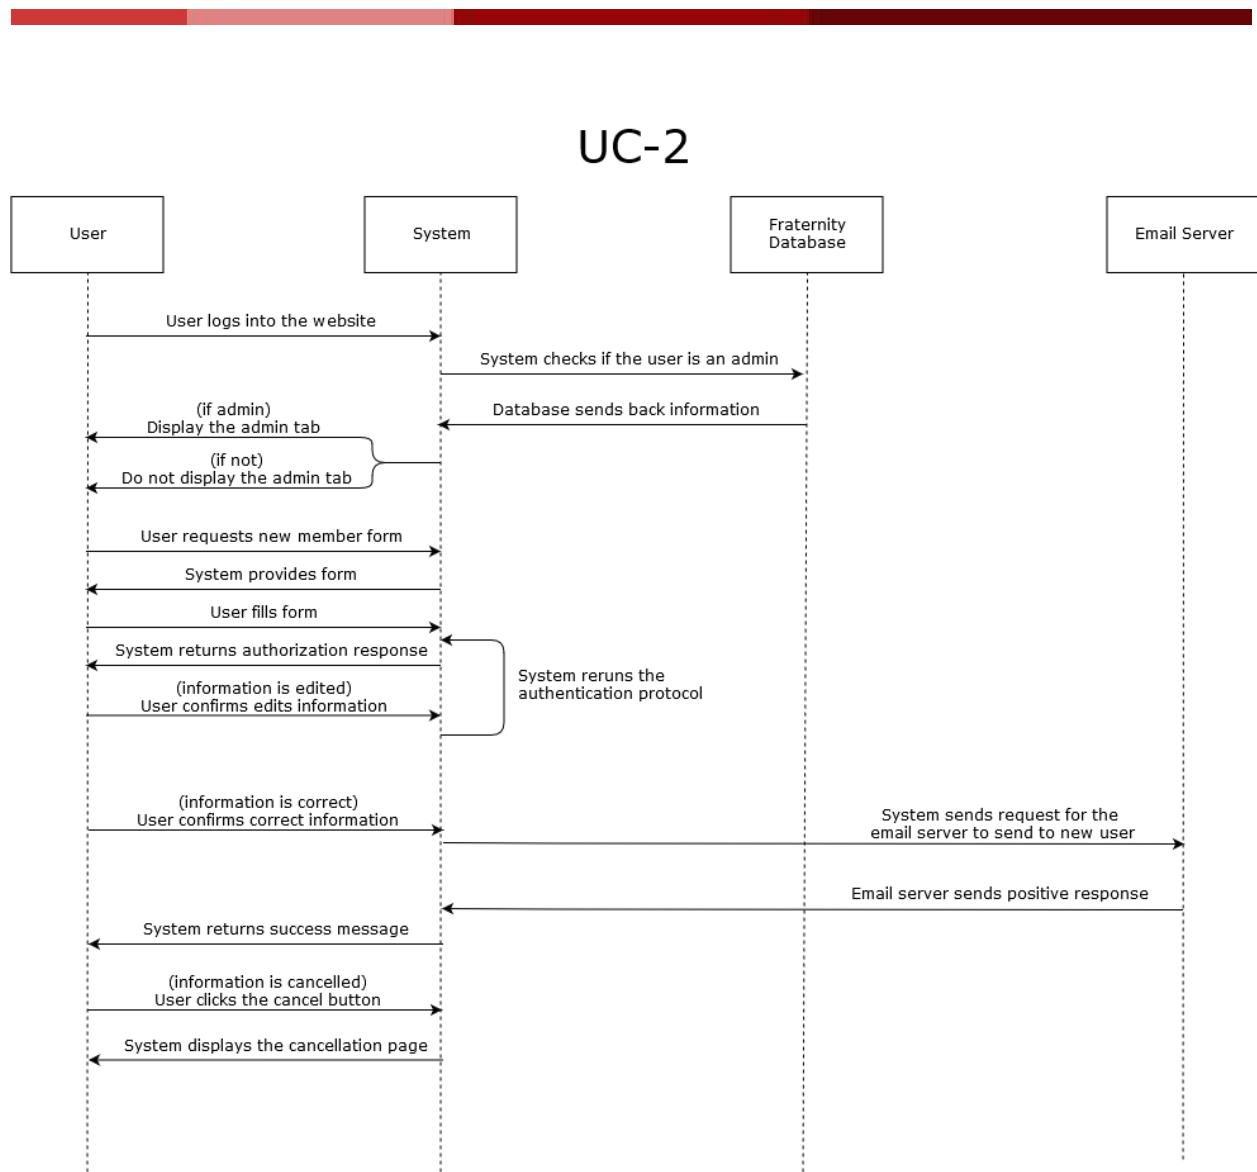 UC-2
User
System
Fraternity
Database
Email Server
User logs into the website
System checks if the user is an admin
Database sends back information
(if admin)
Display the admin tab
(if not)
Do not display the admin tab
User requests new member form
System provides form
User fills form
System returns authorization response
System reruns the
authentication protocol
(information is edited)
User confirms edits information
(information is correct)
User confirms correct information
System sends request for the
email server to send to new user
Email server sends positive response
System returns success message
(information is cancelled)
User clicks the cancel button
System displays the cancellation page